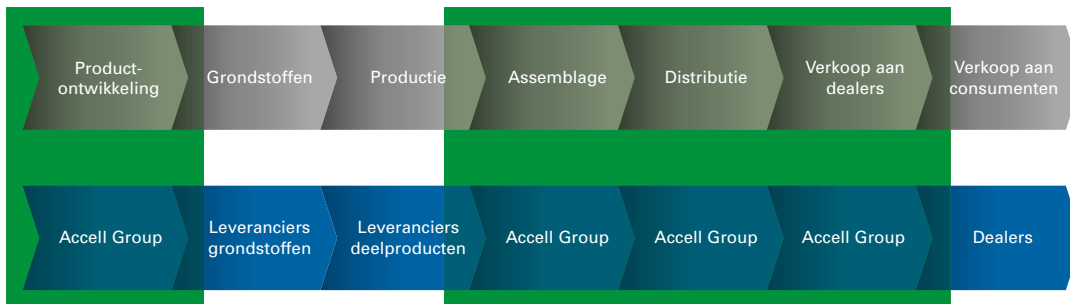 Product-
ontwikkeling
Grondstoffen
Productie
Assemblage
Distributie
Verkoop aan
dealers
Verkoop aan
consumenten
Accell Group
Leveranciers
grondstoffen
Leveranciers
deelproducten
Accell Group
Accell Group
Accell Group
Dealers